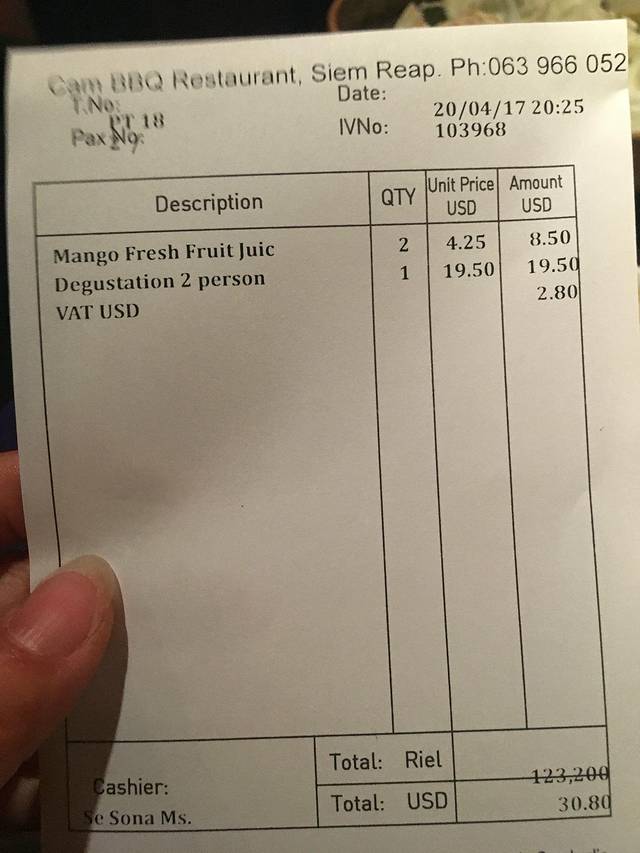 Cam BBQ Restaurant, Siem Reap. Ph:063 966 052
T.No: PT 18
Date: 20/04/17 20:25
Pax No:
IVNo: 103968
Description QTY Unit Price USD Amount USD
Mango Fresh Fruit Juic 2 4.25 8.50
Degustation 2 person 1 19.50 19.50
VAT USD 2.80
Total: Riel 123,200
Cashier: Total: USD 30.80
Se Sona Ms.